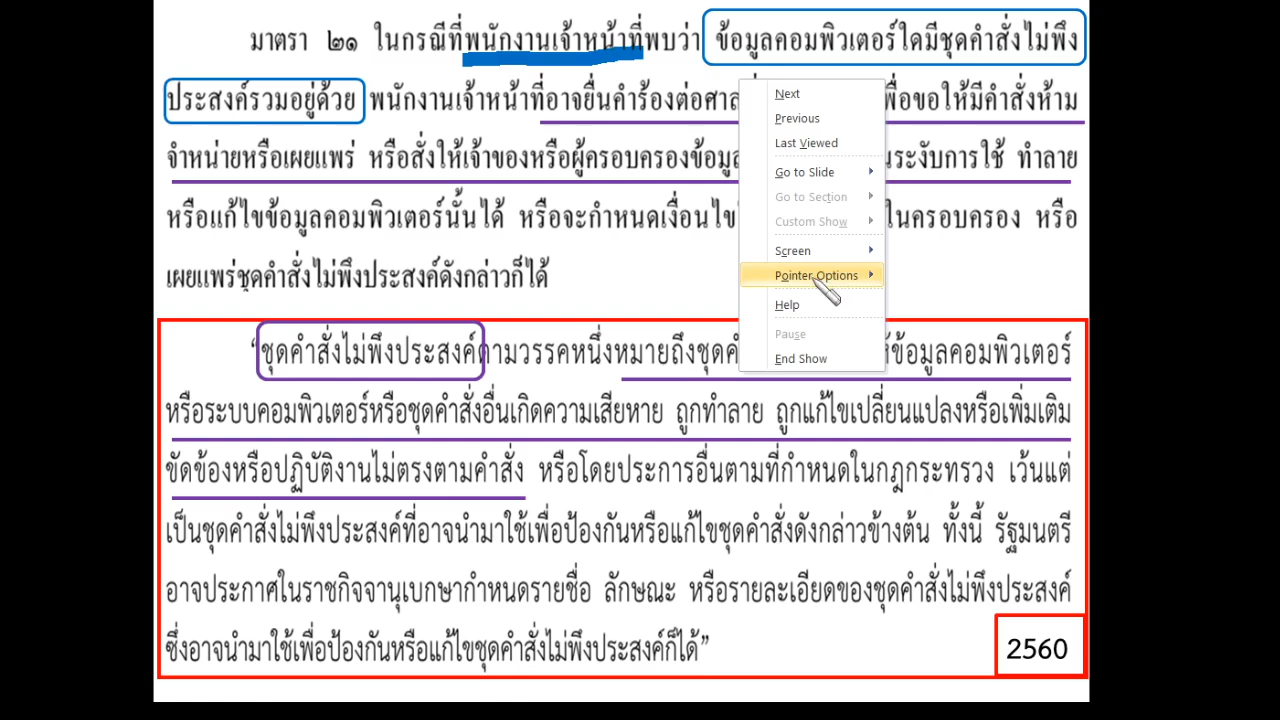 มาตรา ๒๑ ในกรณีที่พนักงานเจ้าหน้าที่พบว่า ข้อมูลคอมพิวเตอร์ใดมีชุดคำสั่งไม่พึง
ประสงค์รวมอยู่ด้วย พนักงานเจ้าหน้าที่อาจยื่นคำร้องต่อศาล เพื่อขอให้มีคำสั่งห้าม
จำหน่ายหรือเผยแพร่ หรือสั่งให้เจ้าของหรือผู้ครอบครองข้อมูล ระงับการใช้ ทำลาย
หรือแก้ไขข้อมูลคอมพิวเตอร์นั้นได้ หรือจะกำหนดเงื่อนไข ในครอบครอง หรือ
เผยแพร่ชุดคำสั่งไม่พึงประสงค์ดังกล่าวก็ได้
Next
Previous
Last Viewed
Go to Slide
Go to Section
Custom Show
Screen
Pointer Options
Help
Pause
End Show
“ชุดคำสั่งไม่พึงประสงค์ตามวรรคหนึ่งหมายถึงชุด ข้อมูลคอมพิวเตอร์
หรือระบบคอมพิวเตอร์หรือชุดคำสั่งอื่นเกิดความเสียหาย ถูกทำลาย ถูกแก้ไขเปลี่ยนแปลงหรือเพิ่มเติม
ขัดข้องหรือปฏิบัติงานไม่ตรงตามคำสั่ง หรือโดยประการอื่นตามที่กำหนดในกฎกระทรวง เว้นแต่
เป็นชุดคำสั่งไม่พึงประสงค์ที่อาจนำมาใช้เพื่อป้องกันหรือแก้ไขชุดคำสั่งดังกล่าวข้างต้น ทั้งนี้ รัฐมนตรี
อาจประกาศในราชกิจจานุเบกษากำหนดรายชื่อ ลักษณะ หรือรายละเอียดของชุดคำสั่งไม่พึงประสงค์
ซึ่งอาจนำมาใช้เพื่อป้องกันหรือแก้ไขชุดคำสั่งไม่พึงประสงค์ก็ได้”
2560